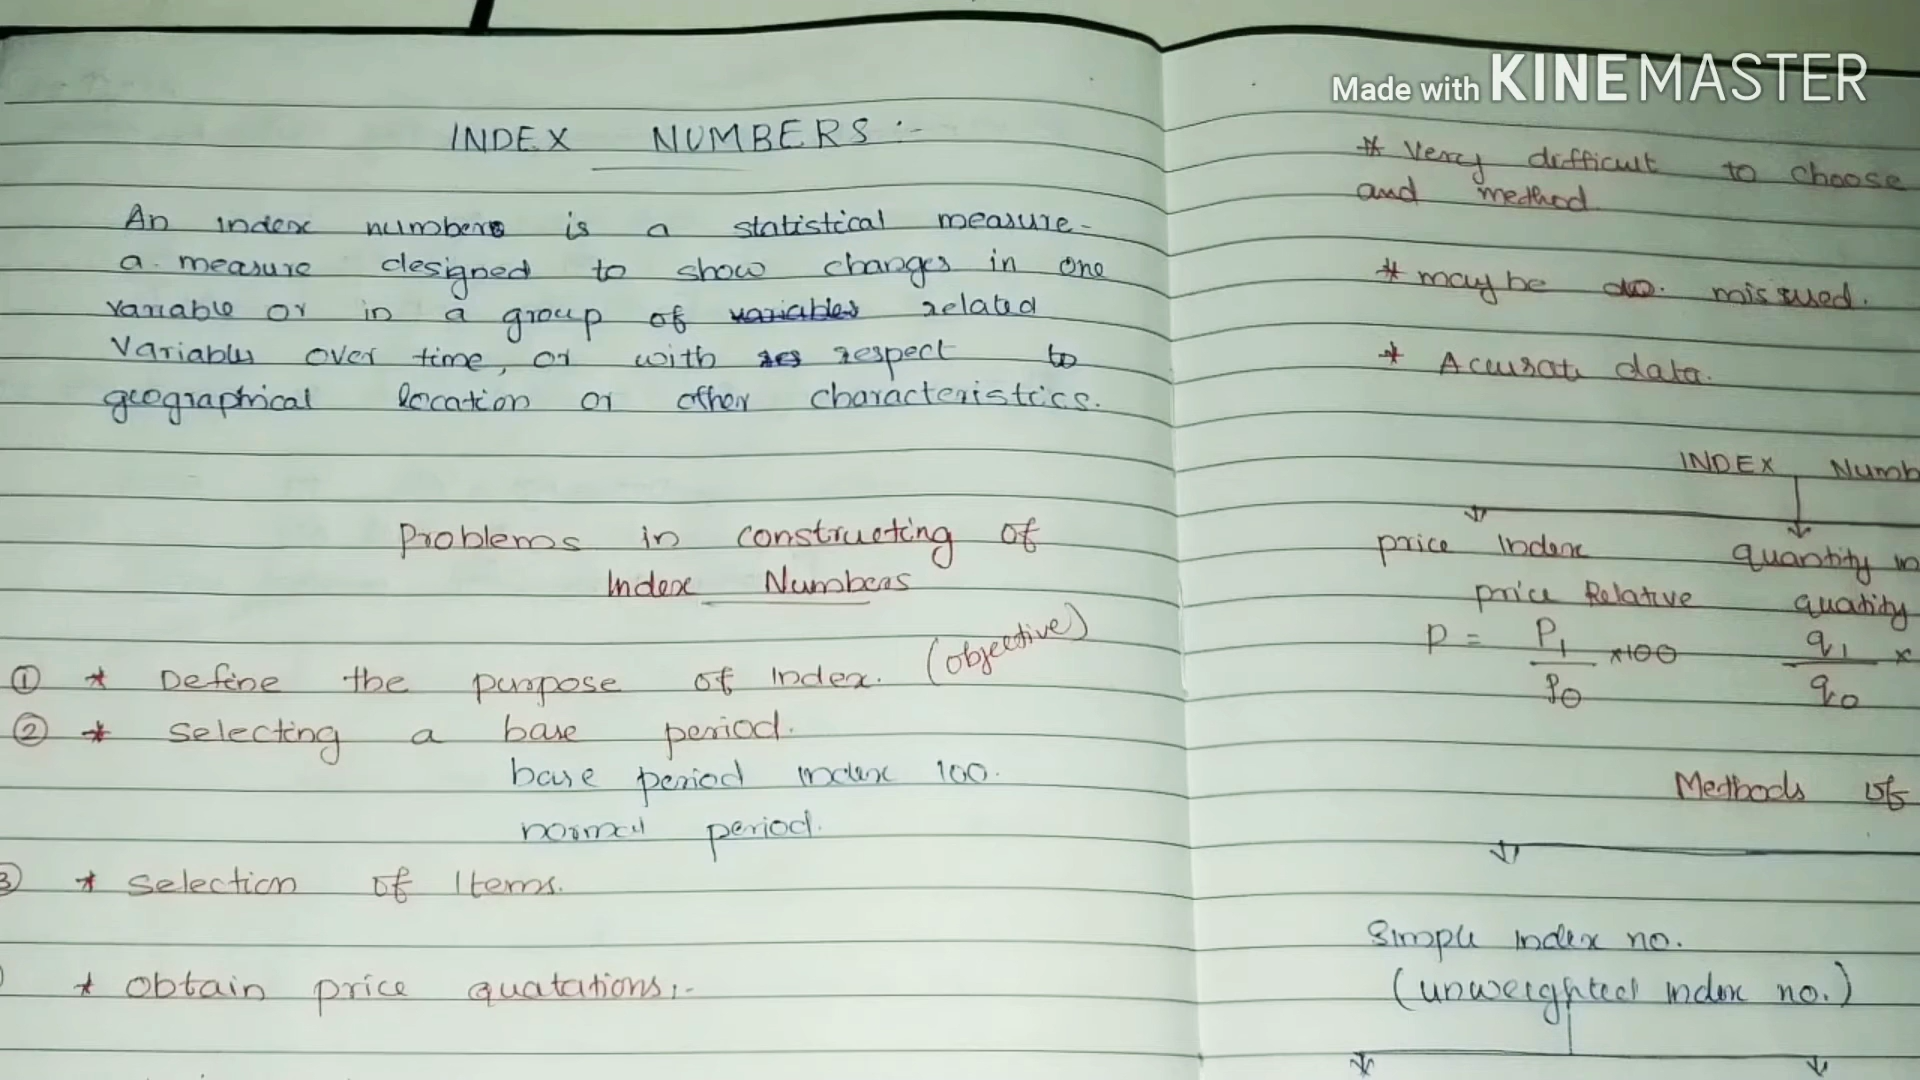 Made with KINEMASTER
INDEX NUMBERS :-
An index numbers is a statistical measure-
a measure designed to show changes in one
variable or in a group of variables related
variables over time, or with res respect to
geographical location or other characteristics.
Problems in constructing of
Index Numbers
① * Define the purpose of Index. (objective)
② * Selecting a base period.
base period index 100.
normal period.
3 * Selection of Items.
* obtain price quatations:-
* Very difficult to choose
and method
* may be misused.
* Accurate data.
INDEX Numb
price Index quantity in
price Relative quatity
P = P₁/P₀ ×100 q₁/q₀ ×
Methods of
Simple Index no.
(unweighted index no.)